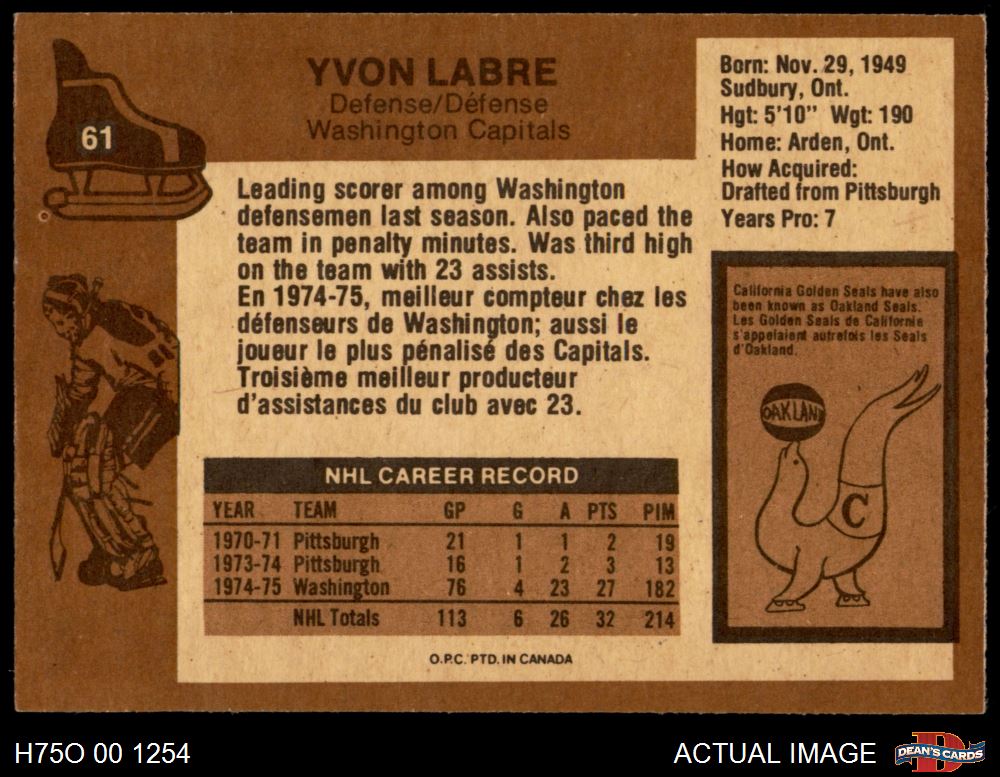 61
YVON LABRE
Defense/Défense
Washington Capitals
Born: Nov. 29, 1949
Sudbury, Ont.
Hgt: 5'10" Wgt: 190
Home: Arden, Ont.
How Acquired:
Drafted from Pittsburgh
Years Pro: 7
Leading scorer among Washington
defensemen last season. Also paced the
team in penalty minutes. Was third high
on the team with 23 assists.
En 1974-75, meilleur compteur chez les
défenseurs de Washington; aussi le
joueur le plus pénalisé des Capitals.
Troisième meilleur producteur
d'assistances du club avec 23.
California Golden Seals have also
been known as Oakland Seals.
Les Golden Seals de Californie
s'appelaient autrefois les Seals
d'Oakland.
OAKLAND
C
NHL CAREER RECORD
YEAR TEAM GP G A PTS PIM
1970-71 Pittsburgh 21 1 1 2 19
1973-74 Pittsburgh 16 1 2 3 13
1974-75 Washington 76 4 23 27 182
NHL Totals 113 6 26 32 214
O.P.C. PTD. IN CANADA
H75O 00 1254
ACTUAL IMAGE
D
DEAN'S CARDS